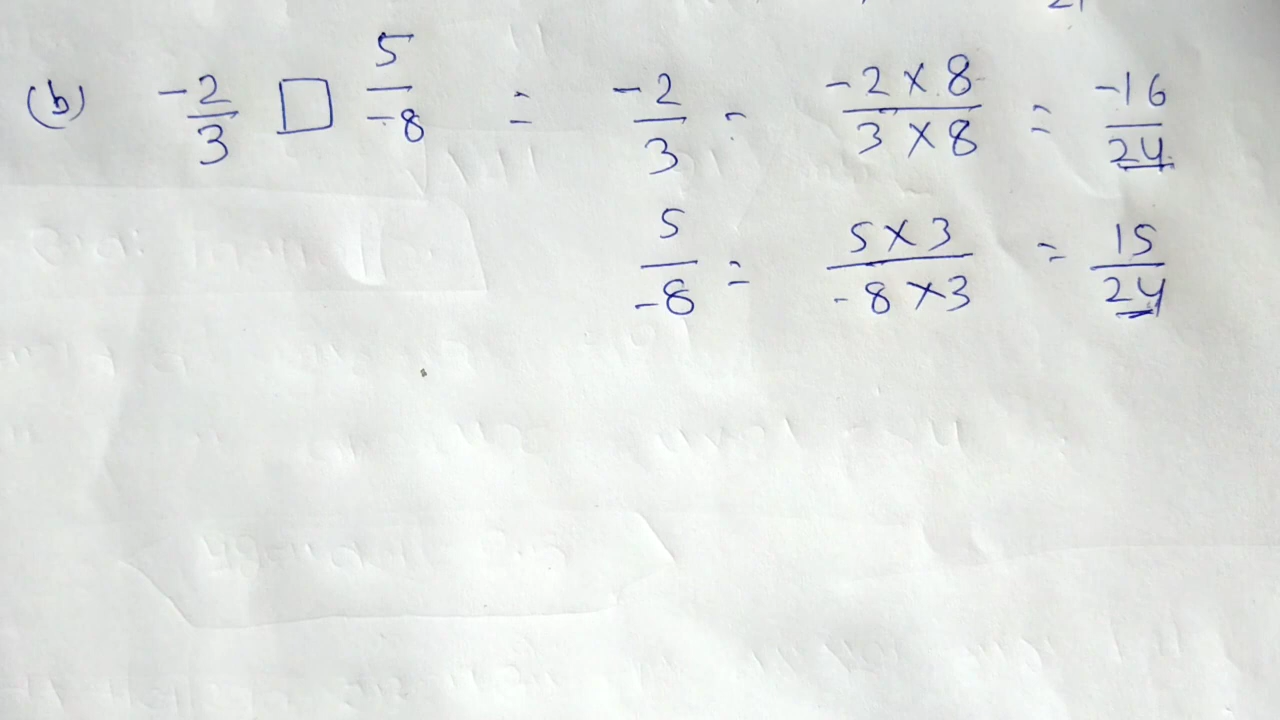 (b) -2/3 □ 5/-8 = -2/3 = -2 × 8/3 × 8 = -16/24
5/-8 = 5 × 3/-8 × 3 = 15/24